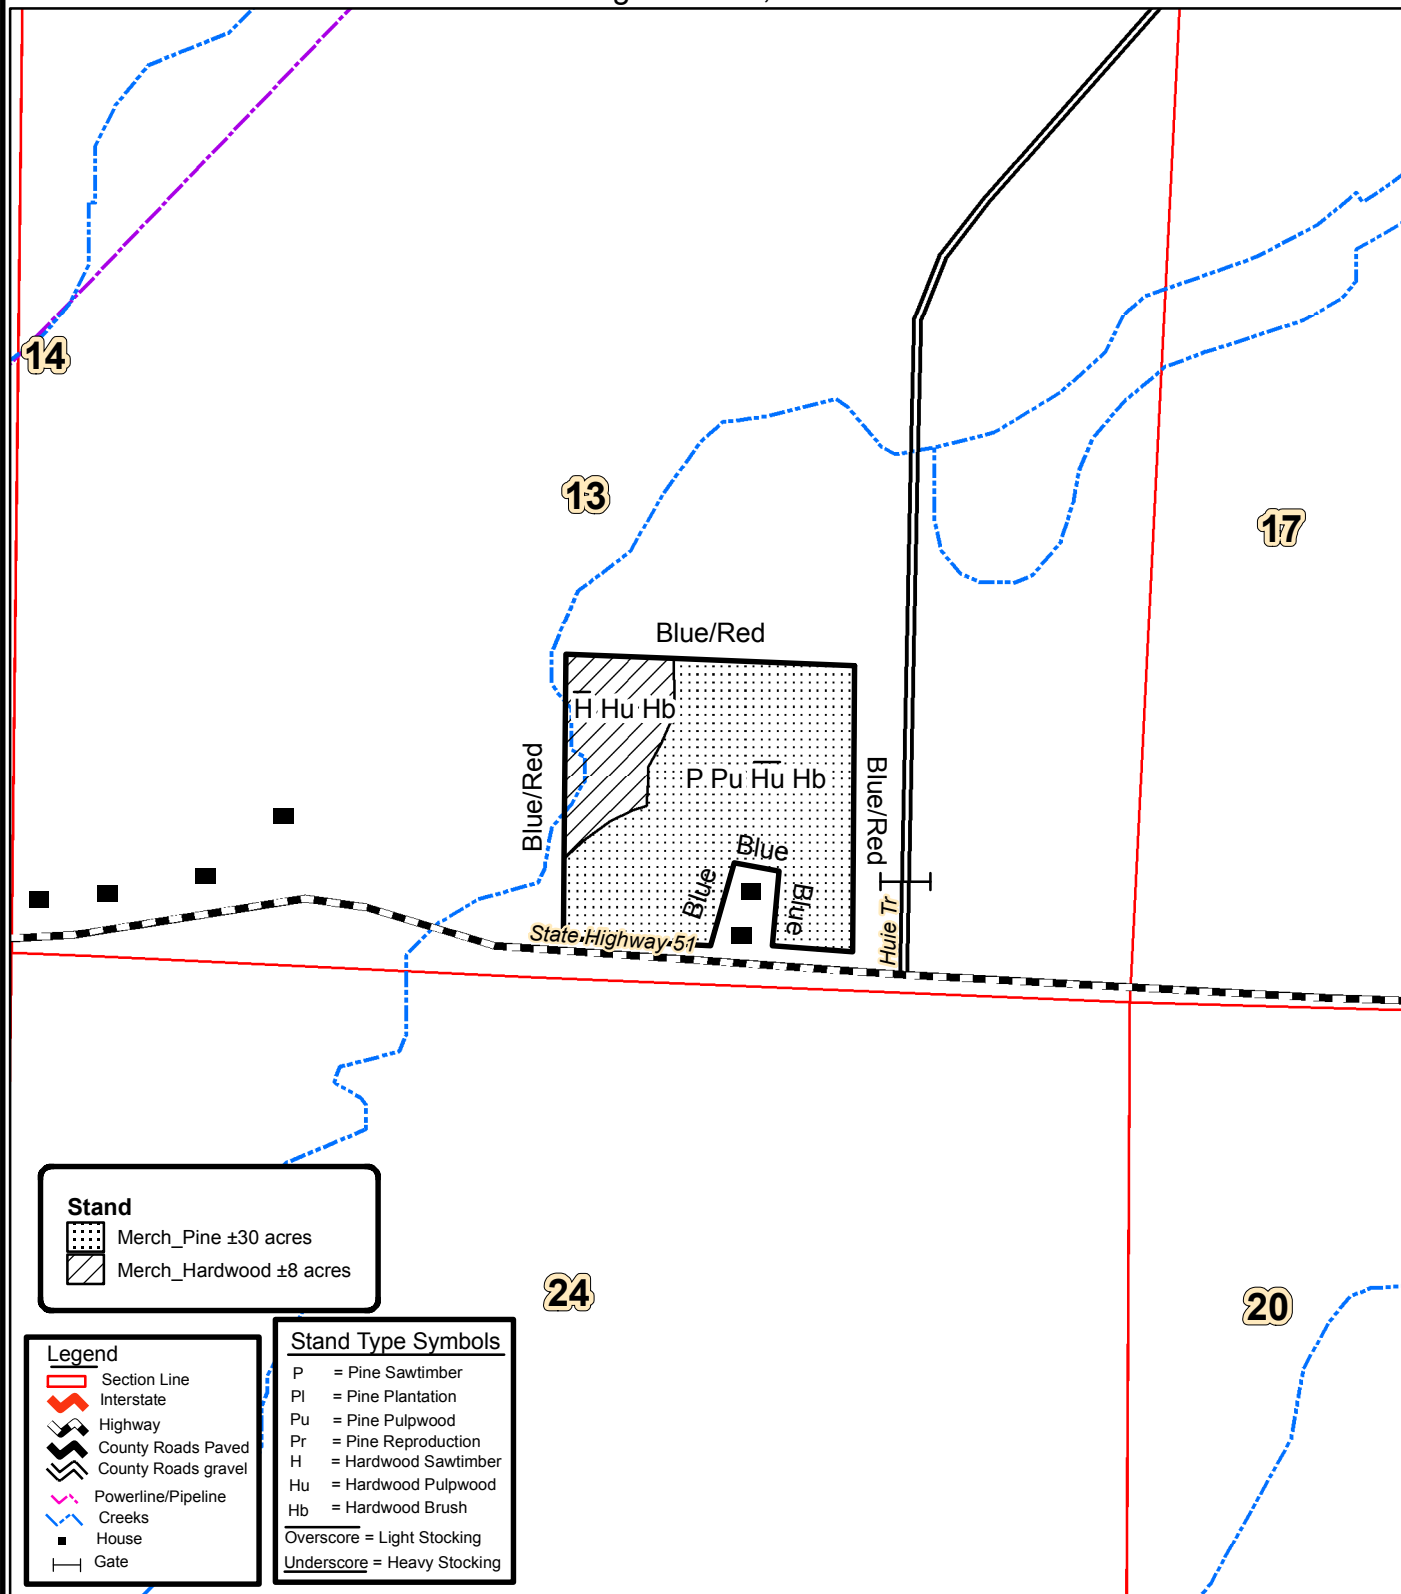 14
13
17
Blue/Red
H Hu Hb
Blue/Red
P Pu Hu Hb
Blue/Red
Blue
Blue
Blue
State Highway 51
Huie Tr
24
20
Stand
Merch_Pine ±30 acres
Merch_Hardwood ±8 acres
Legend
Section Line
Interstate
Highway
County Roads Paved
County Roads gravel
Powerline/Pipeline
Creeks
House
Gate
Stand Type Symbols
P = Pine Sawtimber
Pl = Pine Plantation
Pu = Pine Pulpwood
Pr = Pine Reproduction
H = Hardwood Sawtimber
Hu = Hardwood Pulpwood
Hb = Hardwood Brush
Overscore = Light Stocking
Underscore = Heavy Stocking